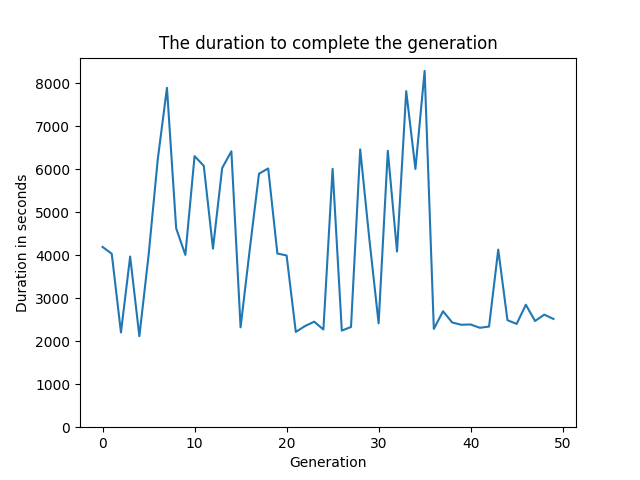 The duration to complete the generation
Duration in seconds
8000
7000
6000
5000
4000
3000
2000
1000
0
0 10 20 30 40 50
Generation